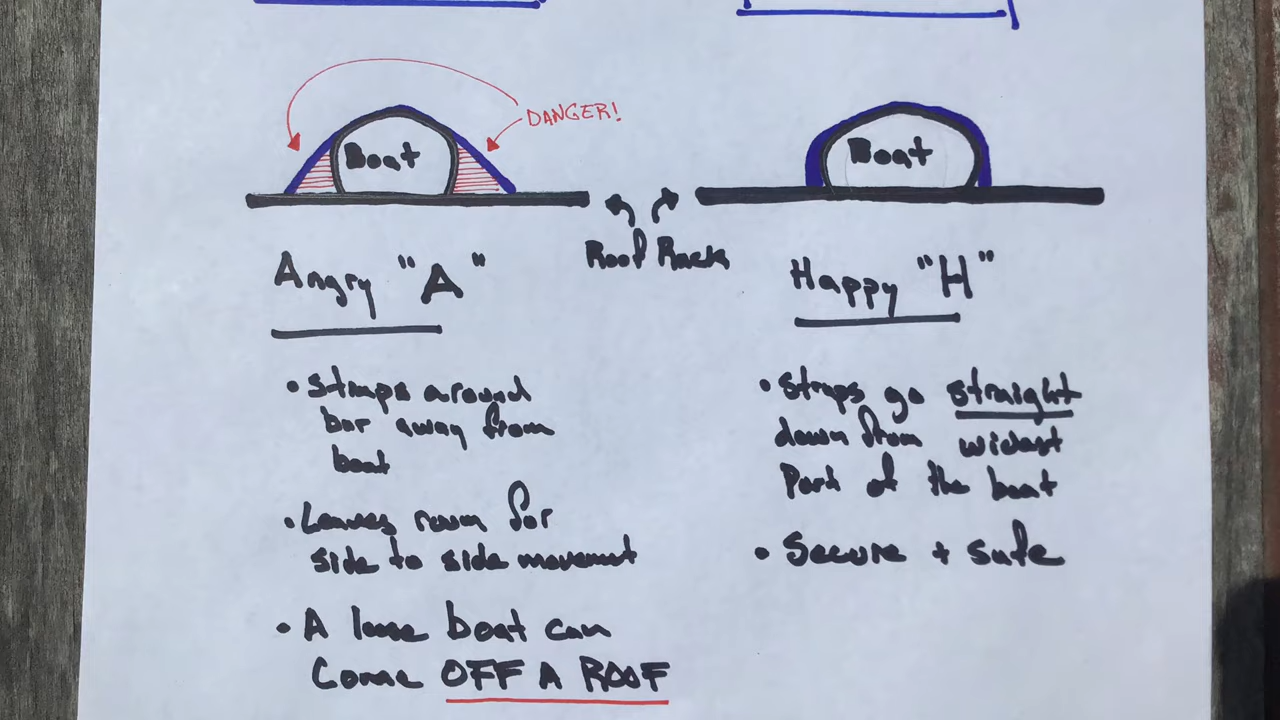 DANGER!
Boat
Boat
Roof Rack
Angry "A"
Happy "H"
• Straps around
bar away from
boat
• Leaves room for
side to side movement
• A loose boat can
Come OFF A ROOF
• Straps go straight
down from widest
Part of the boat
• Secure + safe